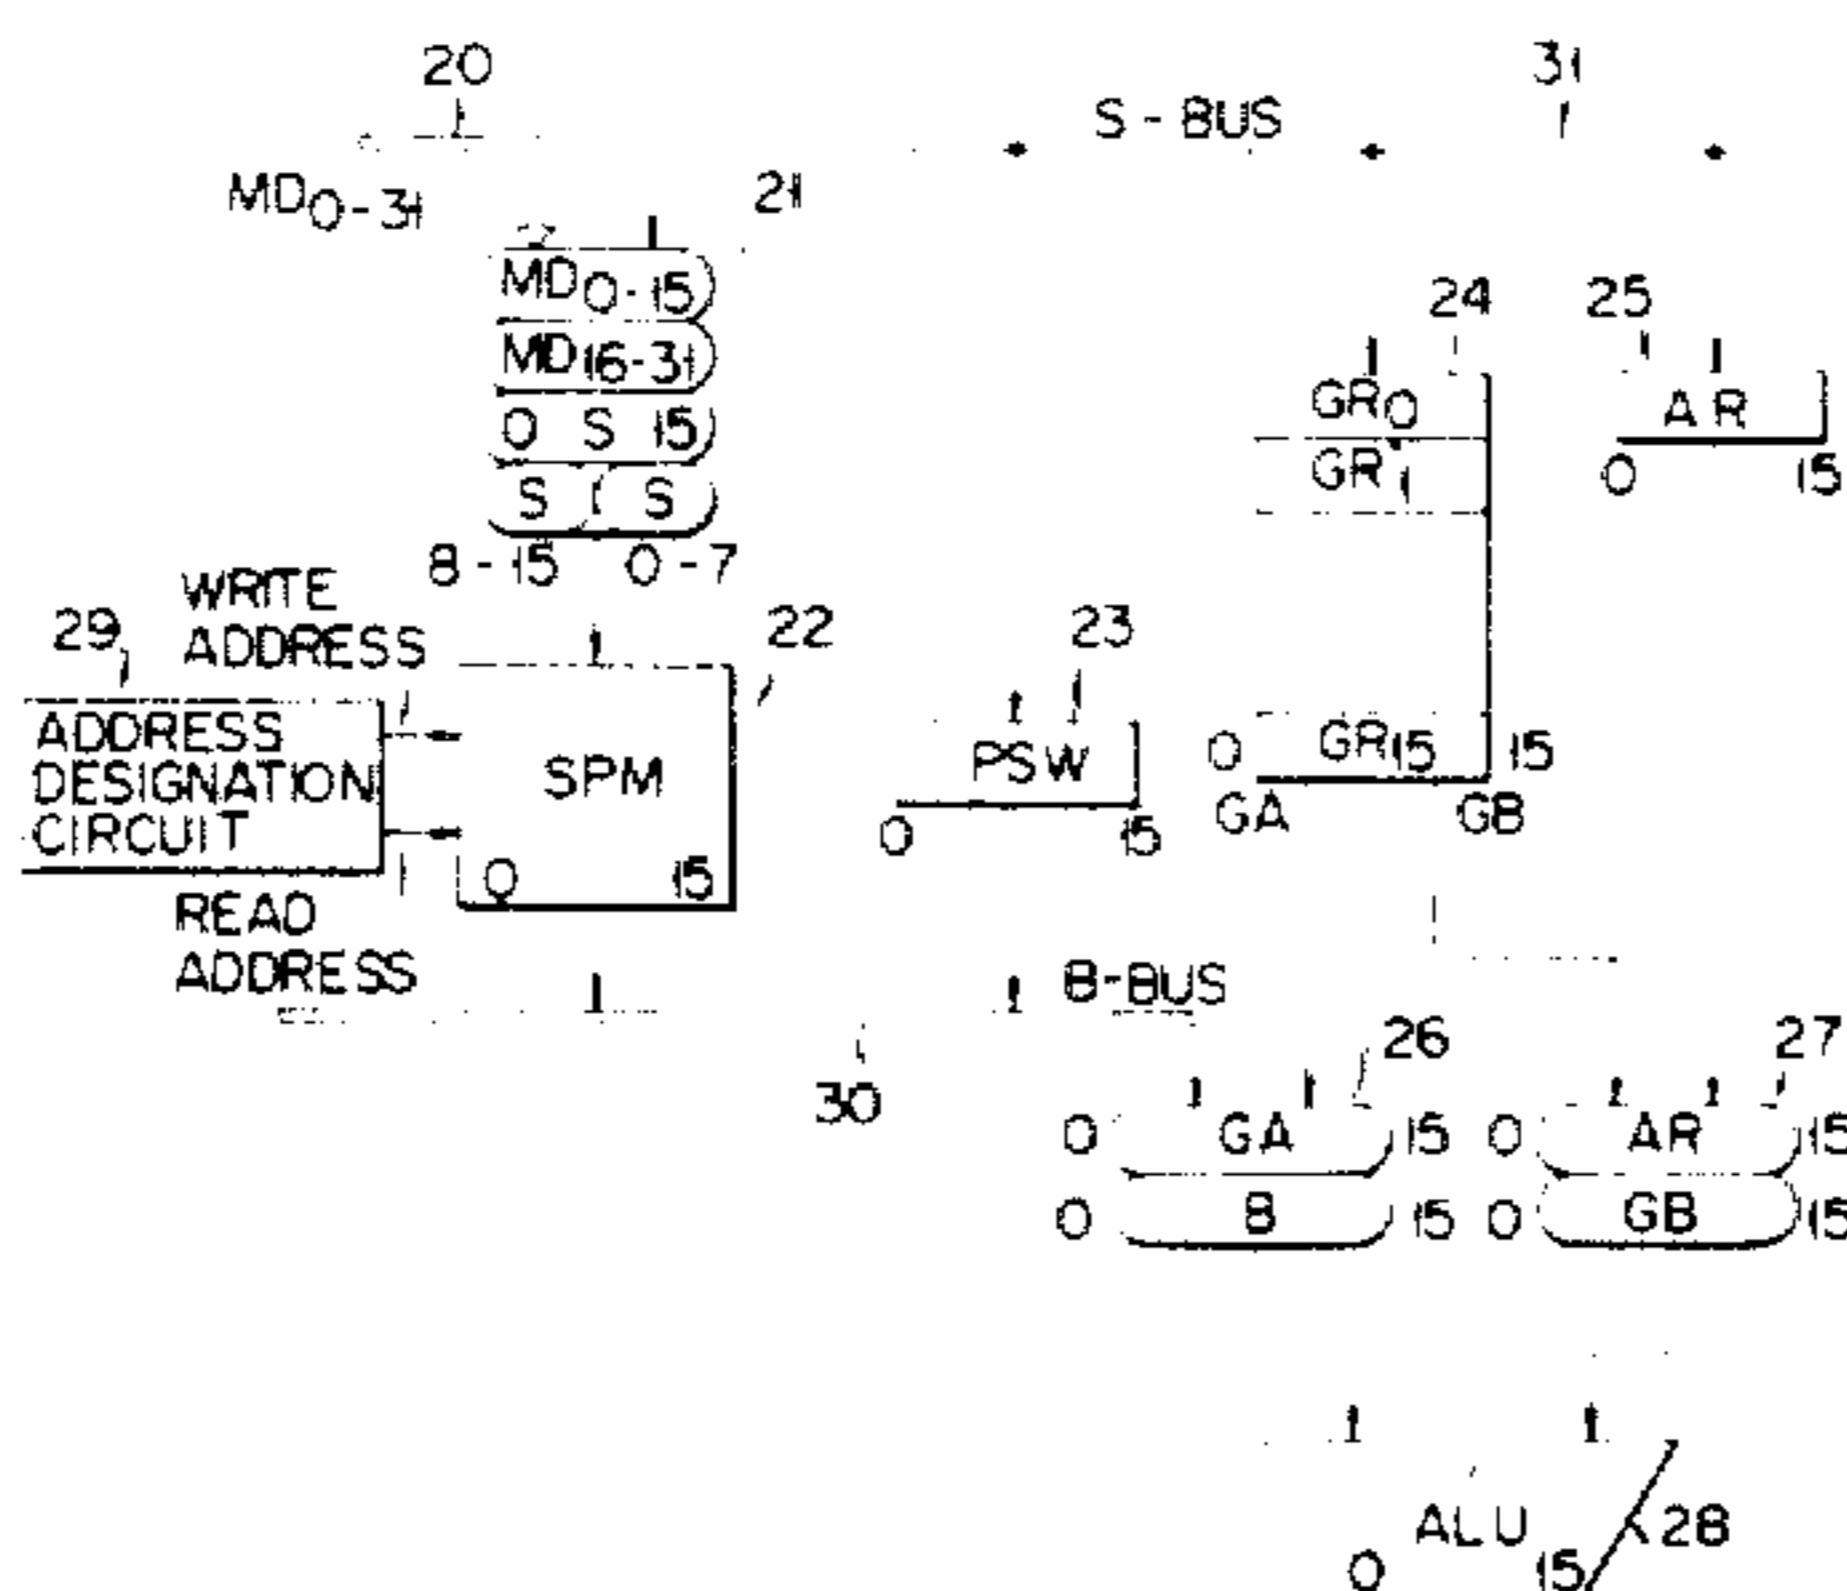 20
31
S - BUS
MD0-31
21
MD0-15
MD16-31
0 S 15
S S
8-15 0-7
24
25
GR0
GR1
AR
0 15
WRITE
ADDRESS
29
22
23
ADDRESS
DESIGNATION
CIRCUIT
SPM
0 15
PSW
0 15
0 GR15 15
GA GB
READ
ADDRESS
B-BUS
30
26
27
0 GA 15
0 AR 15
0 B 15
0 GB 15
ALU
28
0 15